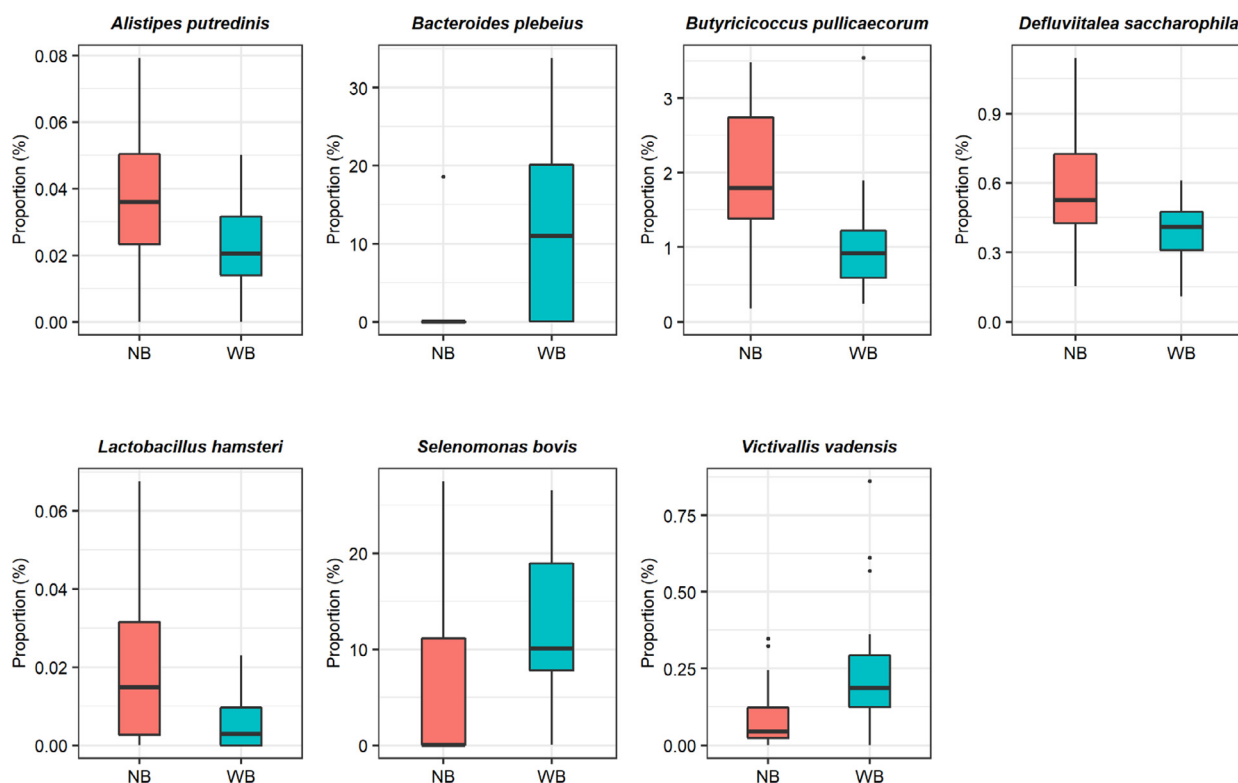 Alistipes putredinis
Bacteroides plebeius
Butyricicoccus pullicaecorum
Defluviitalea saccharophila
Proportion (%)
0.08
0.06
0.04
0.02
0.00
NB
WB
Proportion (%)
30
20
10
0
NB
WB
Proportion (%)
3
2
1
0
NB
WB
Proportion (%)
0.9
0.6
0.3
0.0
NB
WB
Lactobacillus hamsteri
Selenomonas bovis
Victivallis vadensis
Proportion (%)
0.06
0.04
0.02
0.00
NB
WB
Proportion (%)
20
10
0
NB
WB
Proportion (%)
0.75
0.50
0.25
0.00
NB
WB